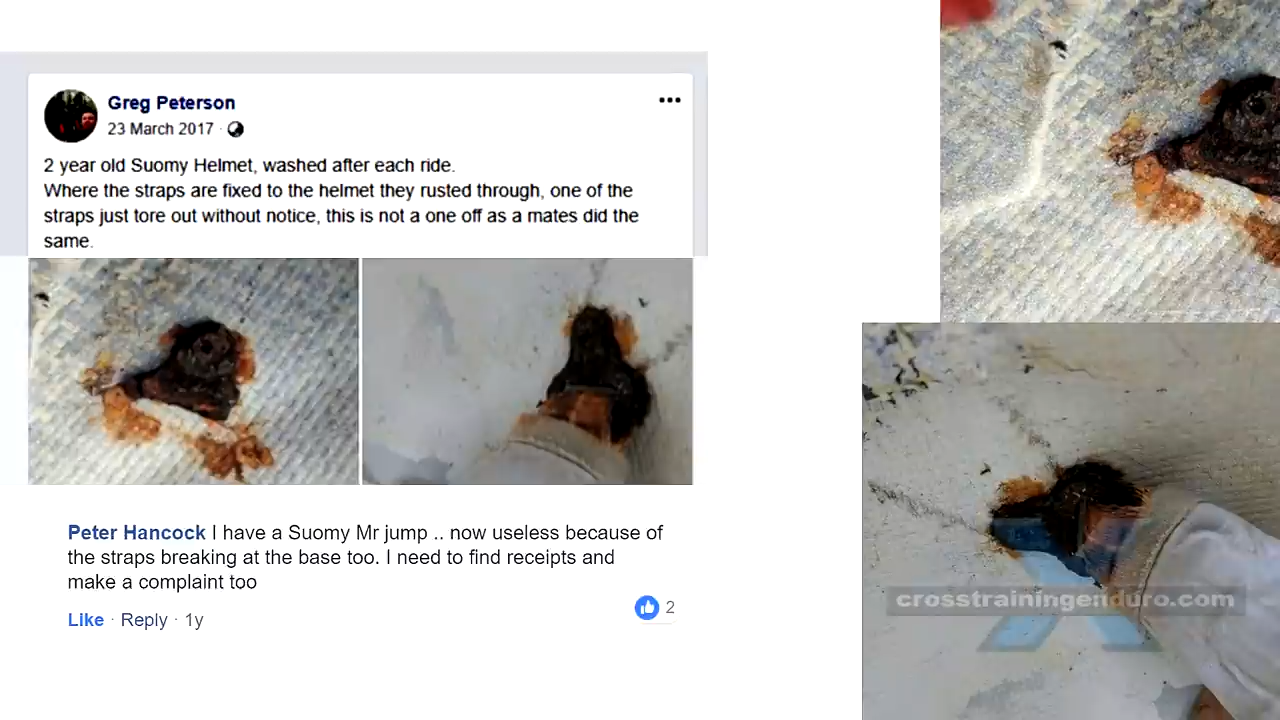 Greg Peterson
23 March 2017 ·
2 year old Suomy Helmet, washed after each ride.
Where the straps are fixed to the helmet they rusted through, one of the
straps just tore out without notice, this is not a one off as a mates did the
same.
Peter Hancock I have a Suomy Mr jump .. now useless because of
the straps breaking at the base too. I need to find receipts and
make a complaint too
Like · Reply · 1y
2
crosstrainingenduro.com